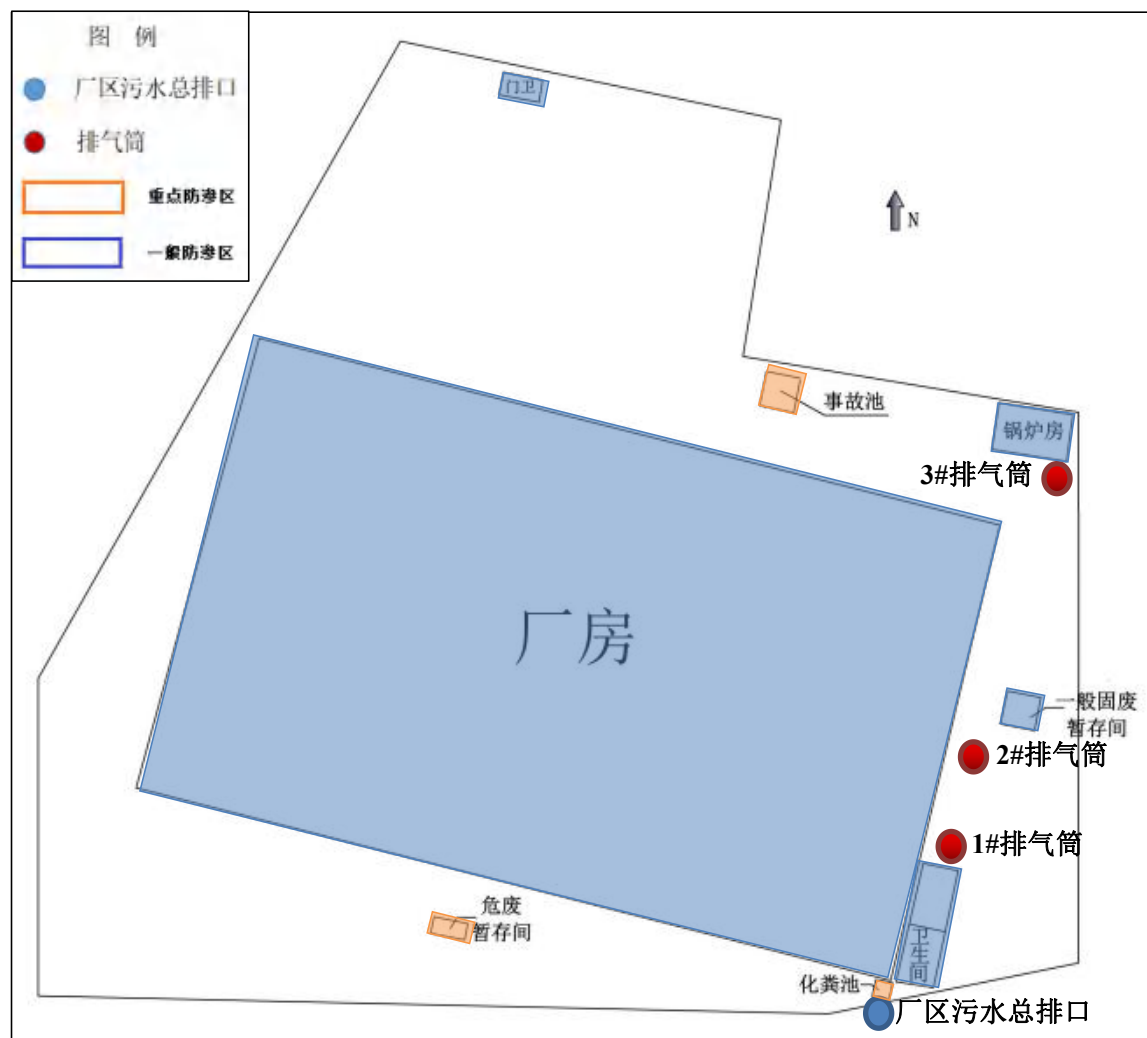 图 例
厂区污水总排口
排气筒
重点防渗区
一般防渗区
门卫
N
事故池
锅炉房
3#排气筒
厂房
一般固废
暂存间
2#排气筒
1#排气筒
危废
暂存间
卫生间
化粪池
厂区污水总排口